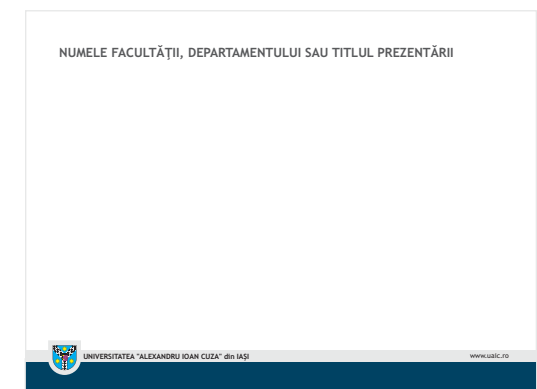 NUMELE FACULTĂȚII, DEPARTAMENTULUI SAU TITLUL PREZENTĂRII
UNIVERSITATEA "ALEXANDRU IOAN CUZA" din IAȘI
www.uaic.ro